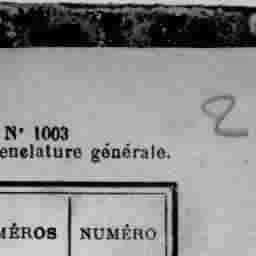 2
N° 1003
enclature générale.
MÉROS NUMÉRO